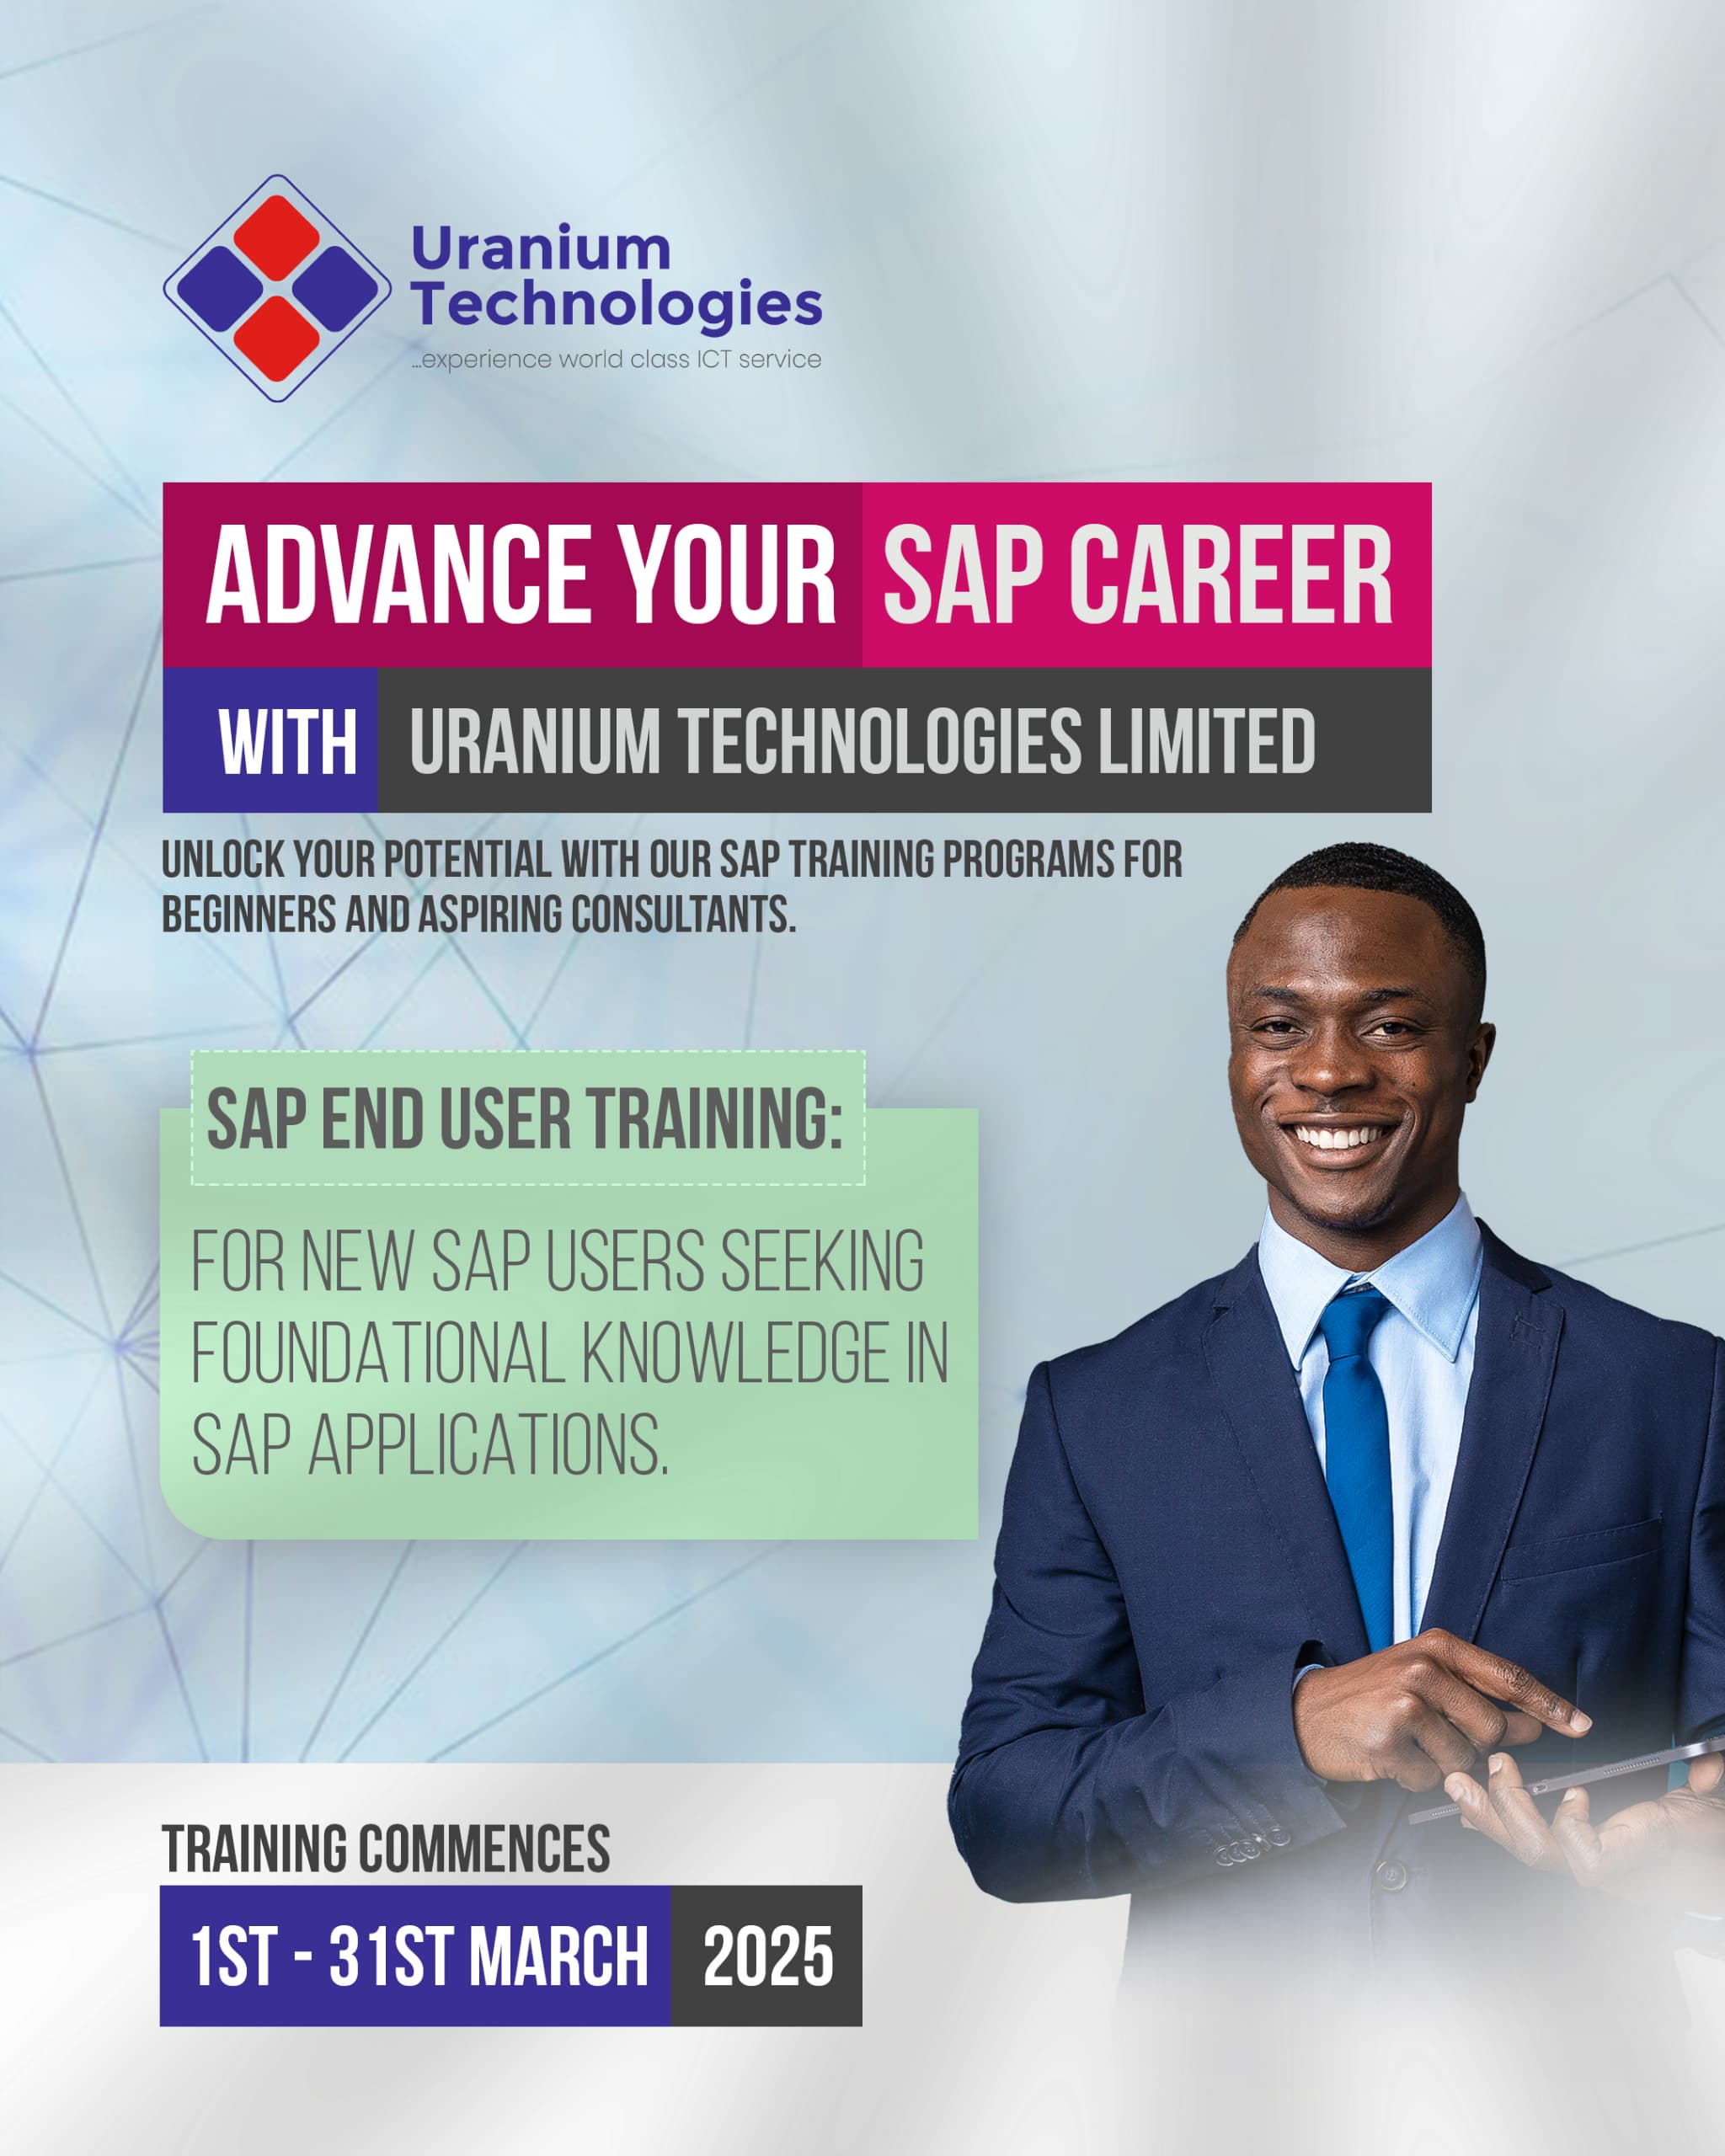 Uranium
Technologies
...experience world class ICT service
ADVANCE YOUR SAP CAREER
WITH URANIUM TECHNOLOGIES LIMITED
UNLOCK YOUR POTENTIAL WITH OUR SAP TRAINING PROGRAMS FOR
BEGINNERS AND ASPIRING CONSULTANTS.
SAP END USER TRAINING:
FOR NEW SAP USERS SEEKING
FOUNDATIONAL KNOWLEDGE IN
SAP APPLICATIONS.
TRAINING COMMENCES
1ST - 31ST MARCH 2025